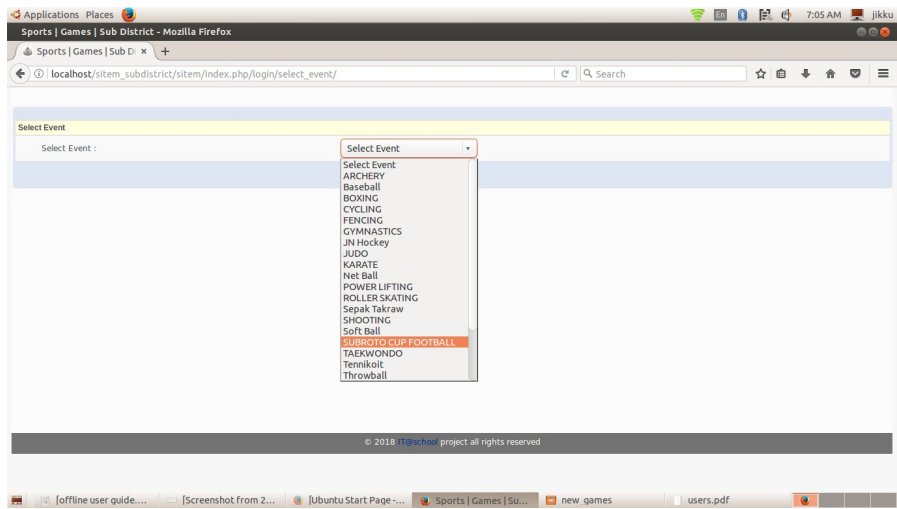 Applications Places En 7:05 AM jikku
Sports | Games | Sub District - Mozilla Firefox
Sports | Games | Sub Di
localhost/sitem_subdistrict/sitem/index.php/login/select_event/ Search
Select Event
Select Event : Select Event
Select Event
ARCHERY
Baseball
BOXING
CYCLING
FENCING
GYMNASTICS
JN Hockey
JUDO
KARATE
Net Ball
POWER LIFTING
ROLLER SKATING
Sepak Takraw
SHOOTING
Soft Ball
SUBROTO CUP FOOTBALL
TAEKWONDO
Tennikoit
Throwball
© 2018 IT@school project all rights reserved
[offline user guide.... [Screenshot from 2... [Ubuntu Start Page -... Sports | Games | Su... new_games users.pdf